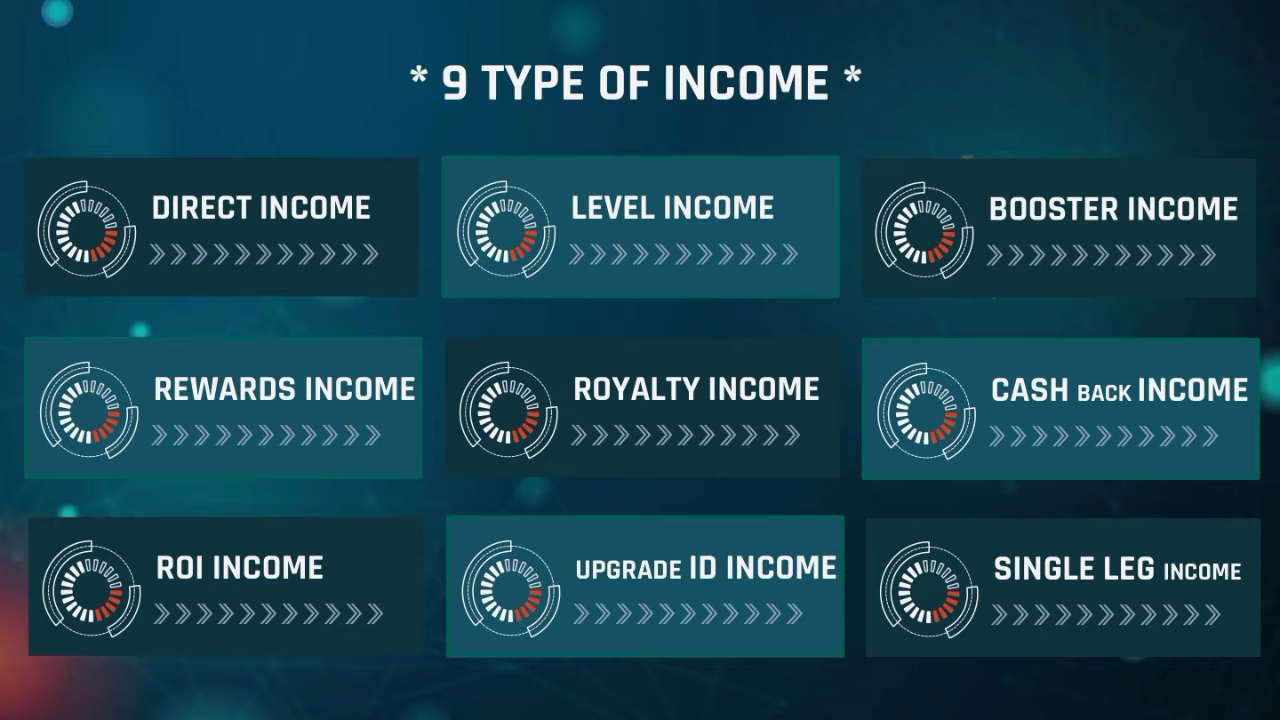 * 9 TYPE OF INCOME *
DIRECT INCOME
LEVEL INCOME
BOOSTER INCOME
REWARDS INCOME
ROYALTY INCOME
CASH BACK INCOME
ROI INCOME
UPGRADE ID INCOME
SINGLE LEG INCOME